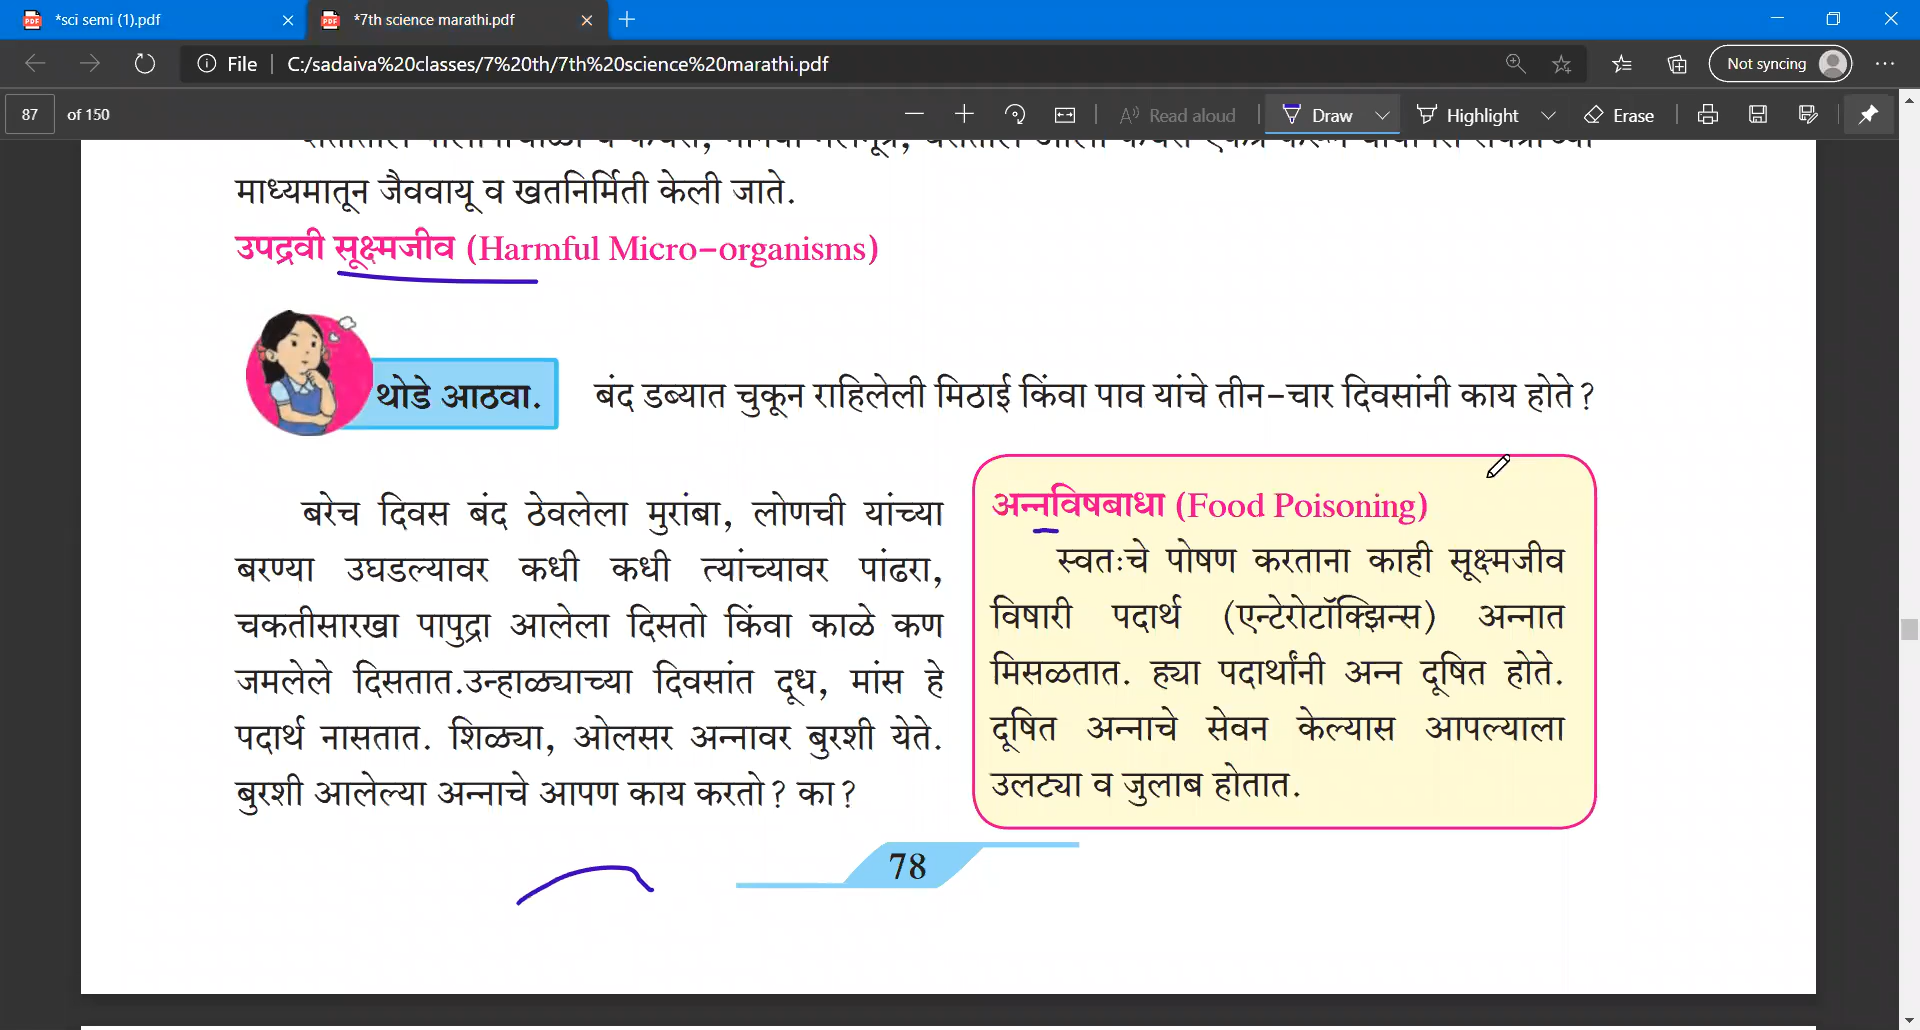 *sci semi (1).pdf
*7th science marathi.pdf
File C:/sadaiva%20classes/7%20th/7th%20science%20marathi.pdf
Not syncing
87 of 150
Read aloud Draw Highlight Erase
माध्यमातून जैववायू व खतनिर्मिती केली जाते.
उपद्रवी सूक्ष्मजीव (Harmful Micro-organisms)
थोडे आठवा. बंद डब्यात चुकून राहिलेली मिठाई किंवा पाव यांचे तीन-चार दिवसांनी काय होते?
बरेच दिवस बंद ठेवलेला मुरांबा, लोणची यांच्या
बरण्या उघडल्यावर कधी कधी त्यांच्यावर पांढरा,
चकतीसारखा पापुद्रा आलेला दिसतो किंवा काळे कण
जमलेले दिसतात.उन्हाळ्याच्या दिवसांत दूध, मांस हे
पदार्थ नासतात. शिळ्या, ओलसर अन्नावर बुरशी येते.
बुरशी आलेल्या अन्नाचे आपण काय करतो? का?
अन्नविषबाधा (Food Poisoning)
स्वतःचे पोषण करताना काही सूक्ष्मजीव
विषारी पदार्थ (एन्टेरोटॉक्झिन्स) अन्नात
मिसळतात. ह्या पदार्थांनी अन्न दूषित होते.
दूषित अन्नाचे सेवन केल्यास आपल्याला
उलट्या व जुलाब होतात.
78